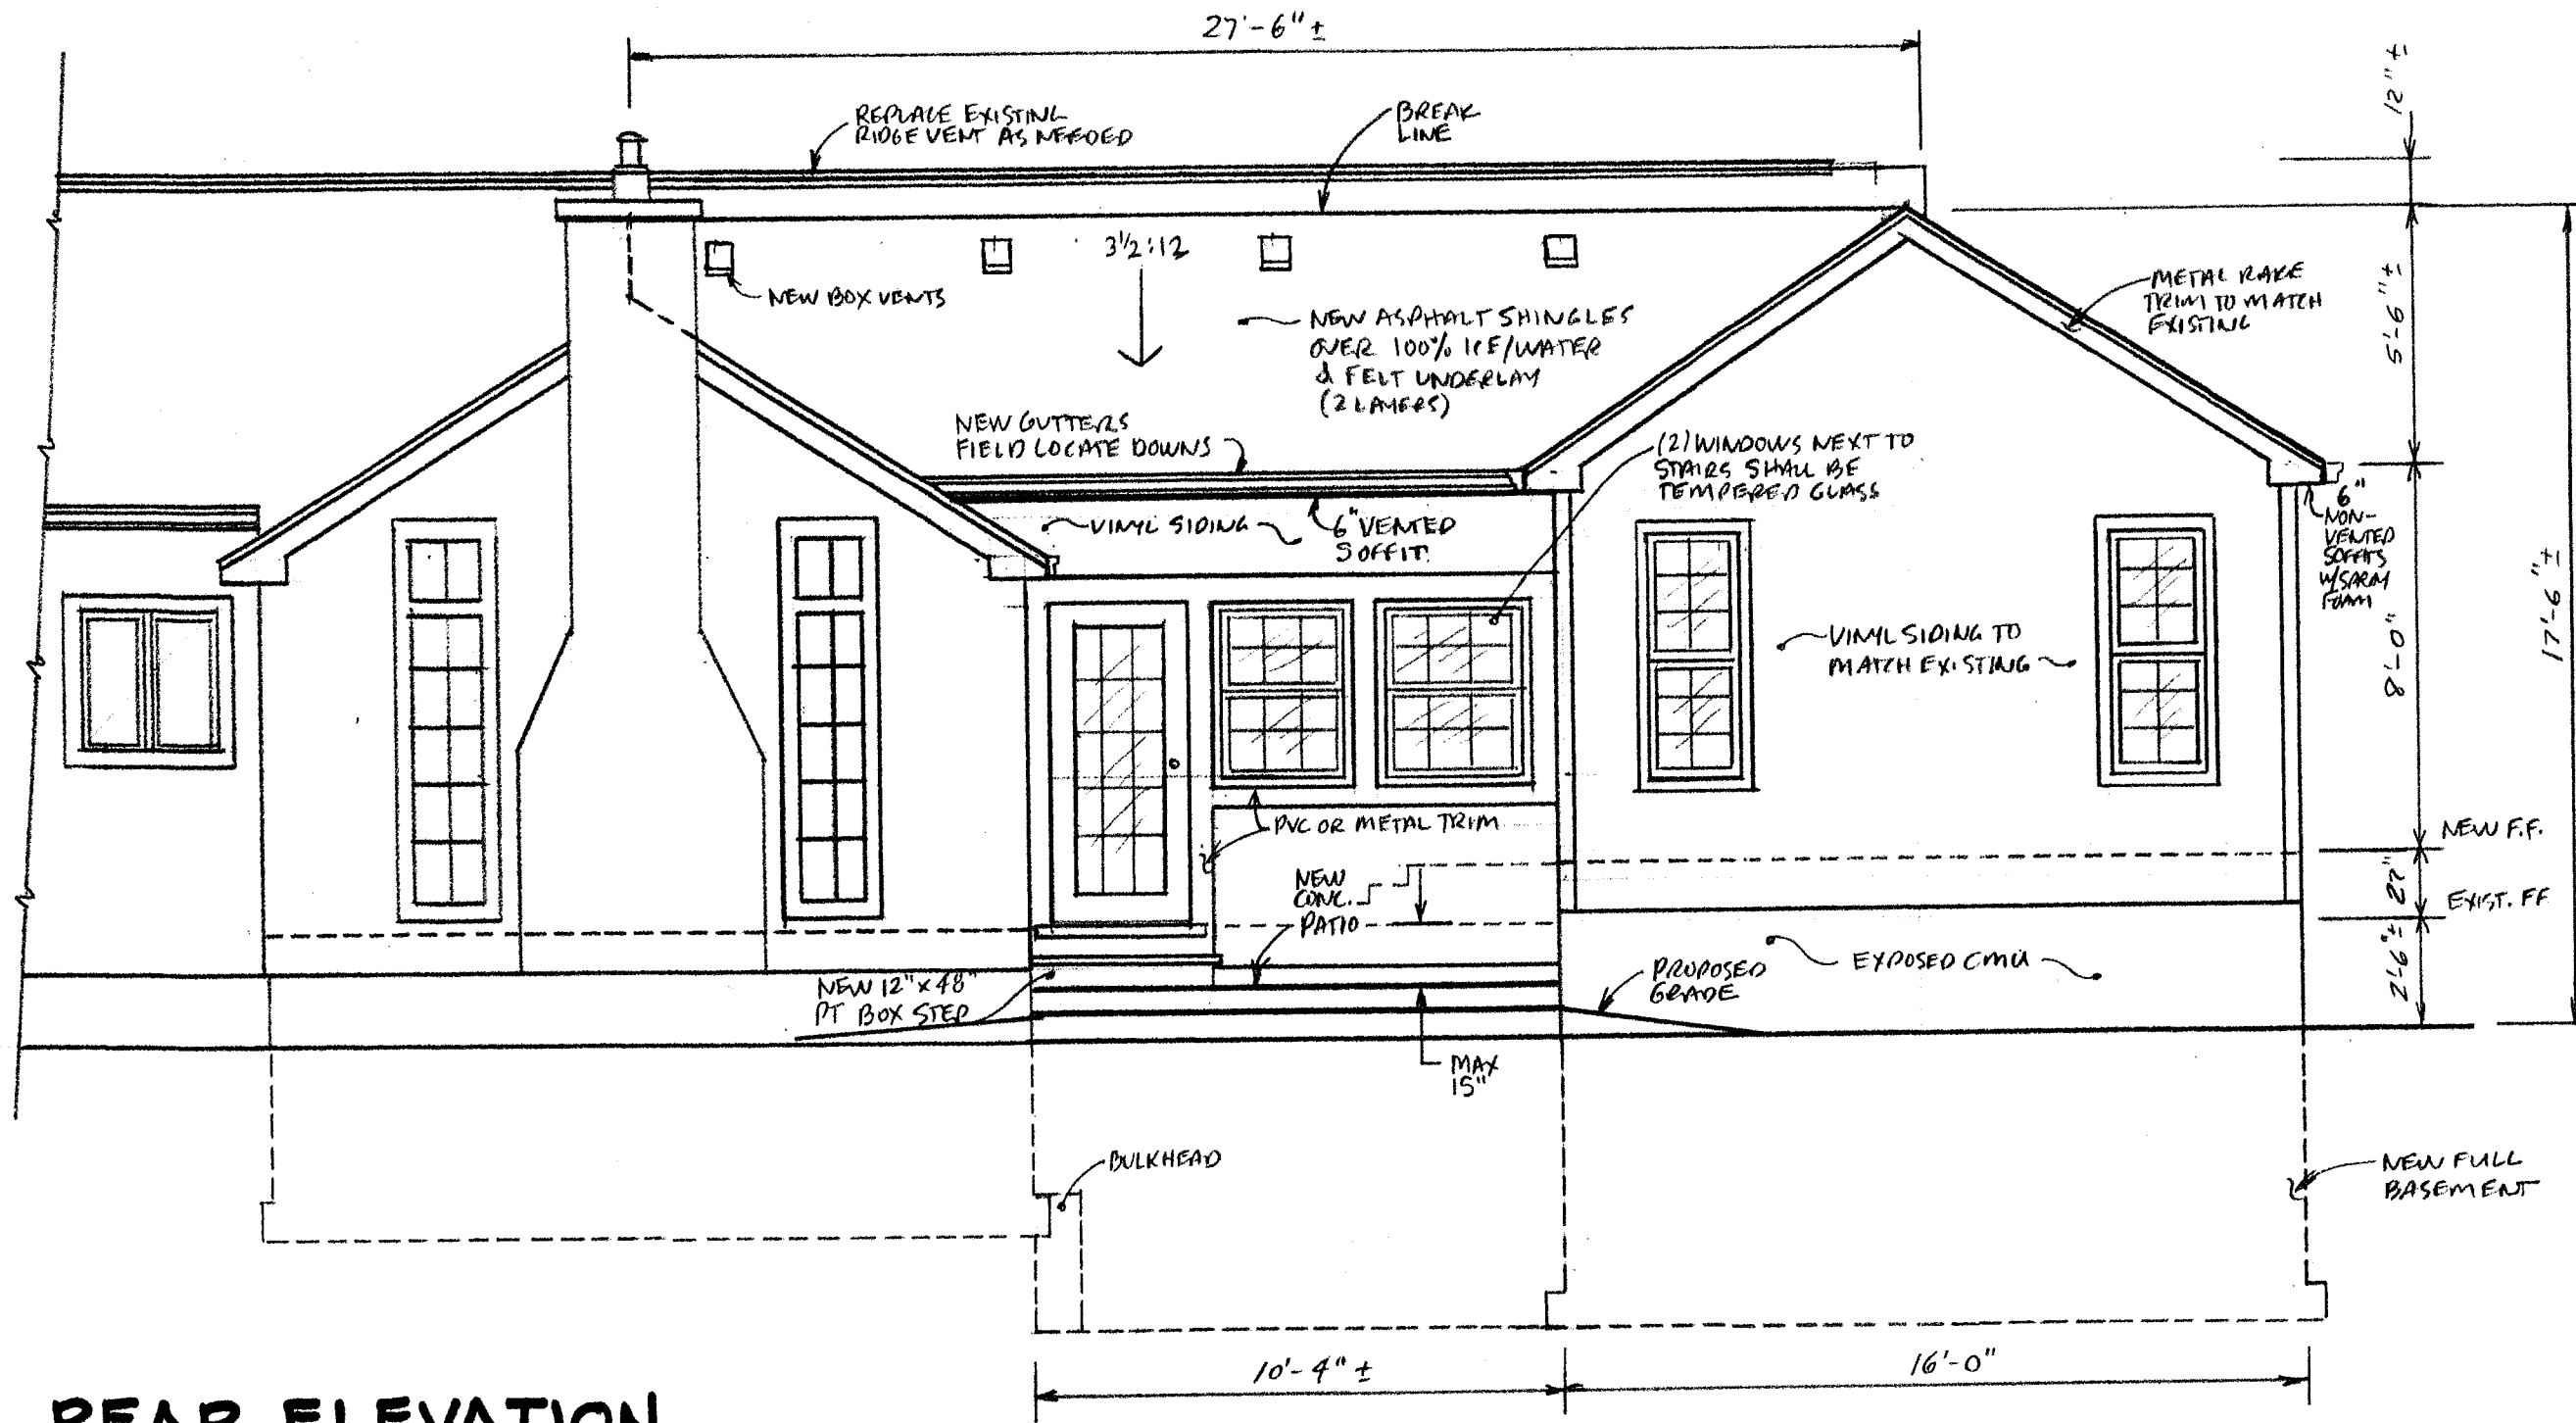 27'-6" ±
12" ±
REPLACE EXISTING
RIDGE VENT AS NEEDED
BREAK
LINE
3½:12
NEW BOX VENTS
NEW ASPHALT SHINGLES
OVER 100% ICE/WATER
& FELT UNDERLAY
(2 LAYERS)
METAL RAKE
TRIM TO MATCH
EXISTING
5'-6" ±
NEW GUTTERS
FIELD LOCATE DOWNS
(2) WINDOWS NEXT TO
STAIRS SHALL BE
TEMPERED GLASS
VINYL SIDING
6" VENTED
SOFFIT
6"
NON-
VENTED
SOFFITS
W/SPRAY
FOAM
8'-0"
17'-6" ±
VINYL SIDING TO
MATCH EXISTING
PVC OR METAL TRIM
NEW F.F.
27"
EXIST. FF
NEW
CONC.
PATIO
2'-6" ±
NEW 12" x 48"
PT BOX STEP
PROPOSED
GRADE
EXPOSED CMU
MAX
15"
BULKHEAD
NEW FULL
BASEMENT
10'-4" ±
16'-0"
REAR ELEVATION